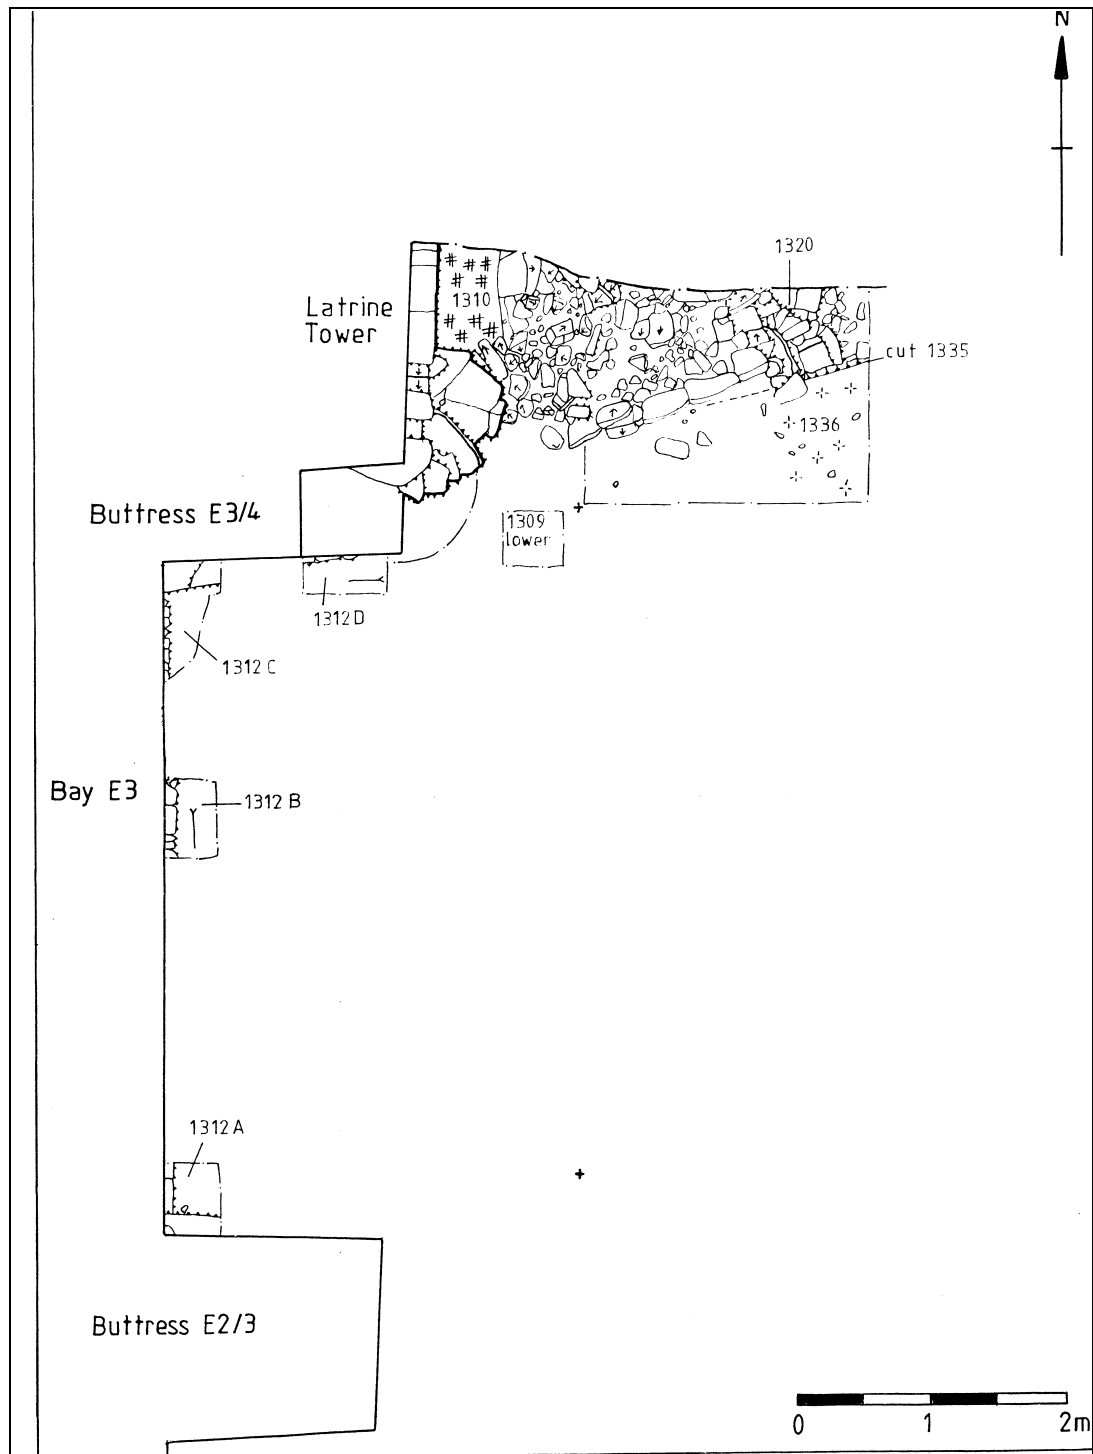 N
1320
Latrine
Tower
1310
cut 1335
1336
Buttress E3/4
1309
lower
1312D
1312 C
Bay E3
1312 B
1312 A
Buttress E2/3
0 1 2m